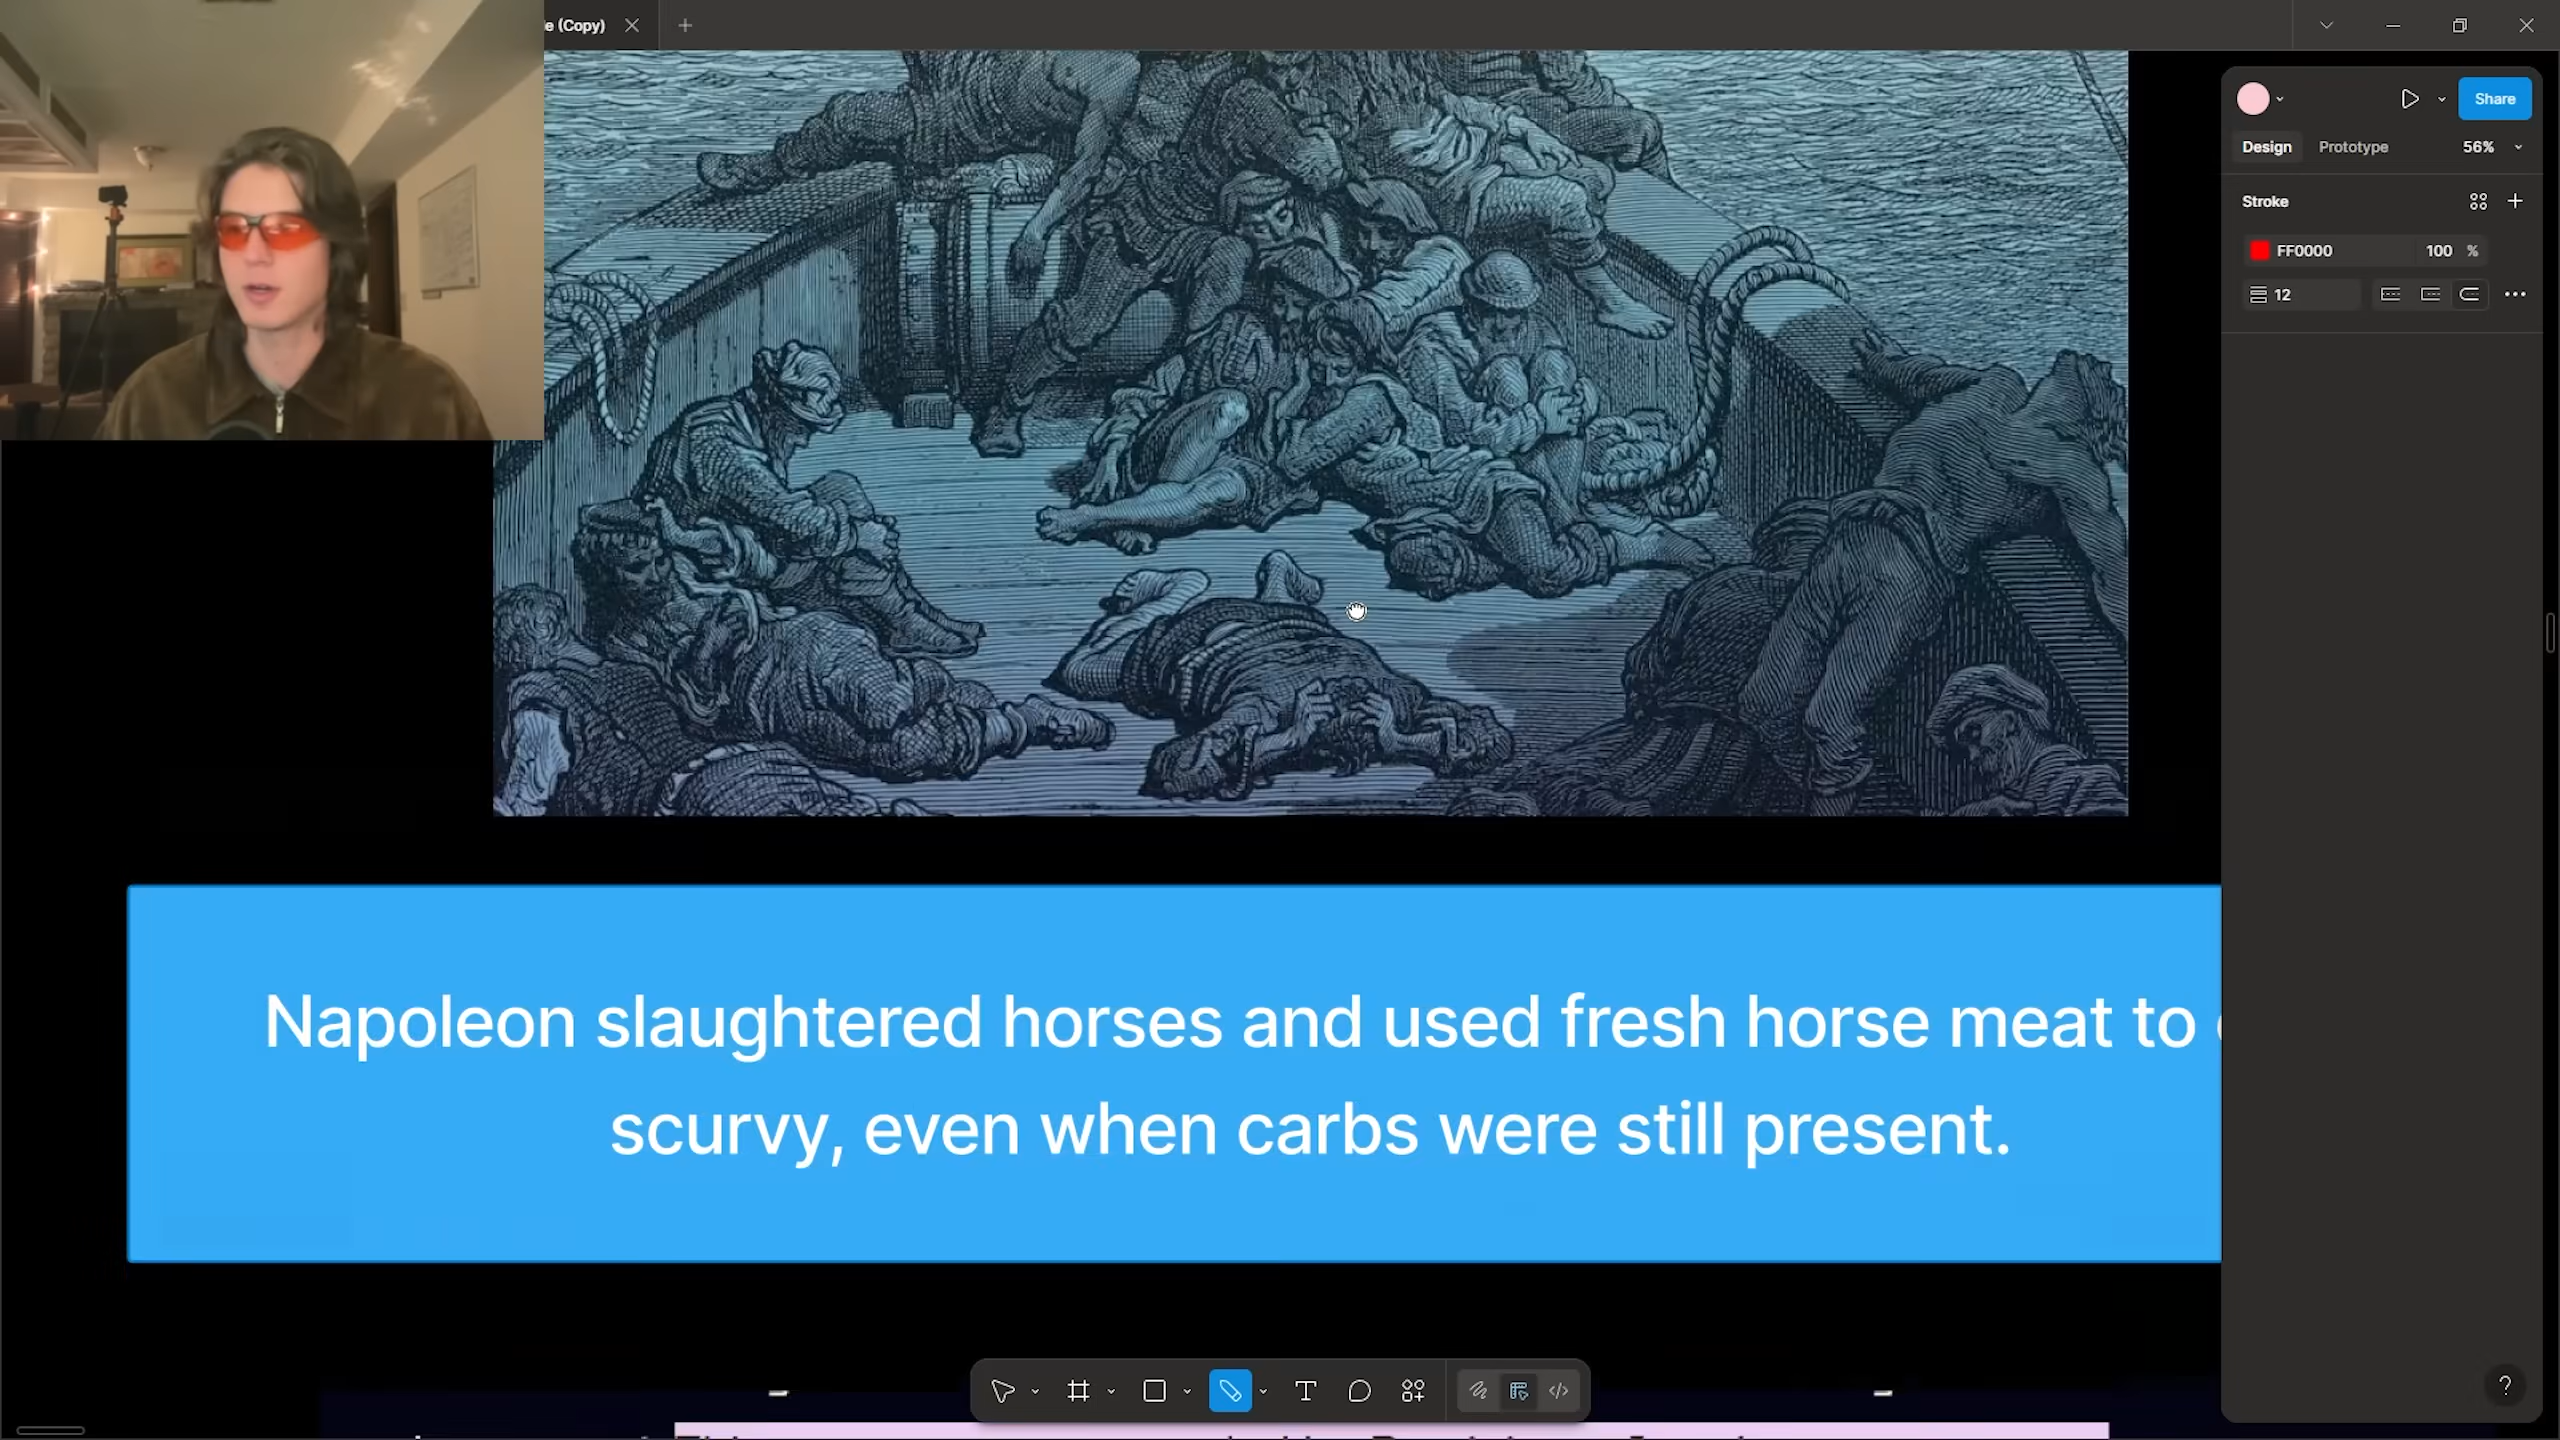 e (Copy)
Share
Design
Prototype
56%
Stroke
FF0000
100
%
12
Napoleon slaughtered horses and used fresh horse meat to
scurvy, even when carbs were still present.
?